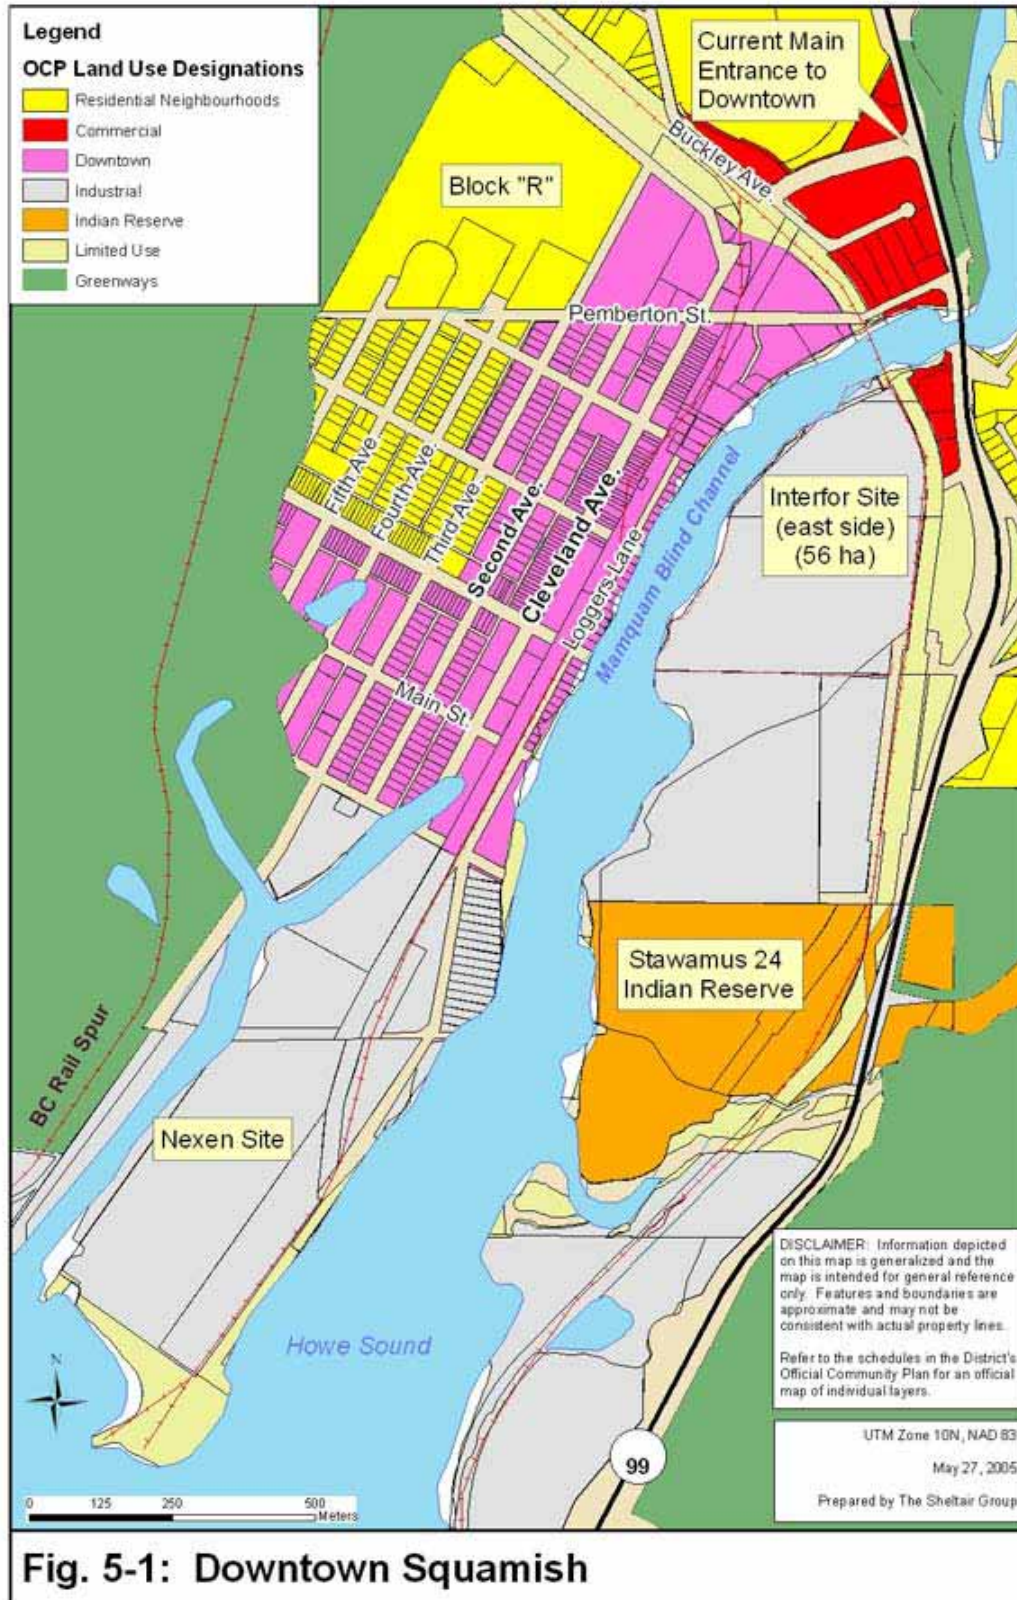 Legend
OCP Land Use Designations
Residential Neighbourhoods
Commercial
Downtown
Industrial
Indian Reserve
Limited Use
Greenways
Current Main
Entrance to
Downtown
Buckley Ave.
Block "R"
Pemberton St.
Fifth Ave.
Fourth Ave.
Third Ave.
Second Ave.
Cleveland Ave.
Loggers Lane
Mamquam Blind Channel
Interfor Site
(east side)
(56 ha)
Main St.
Stawamus 24
Indian Reserve
BC Rail Spur
Nexen Site
Howe Sound
N
99
0 125 250 500
Meters
DISCLAIMER: Information depicted
on this map is generalized and the
map is intended for general reference
only. Features and boundaries are
approximate and may not be
consistent with actual property lines.
Refer to the schedules in the District's
Official Community Plan for an official
map of individual layers.
UTM Zone 10N, NAD 83
May 27, 2005
Prepared by The Sheltair Group
Fig. 5-1: Downtown Squamish